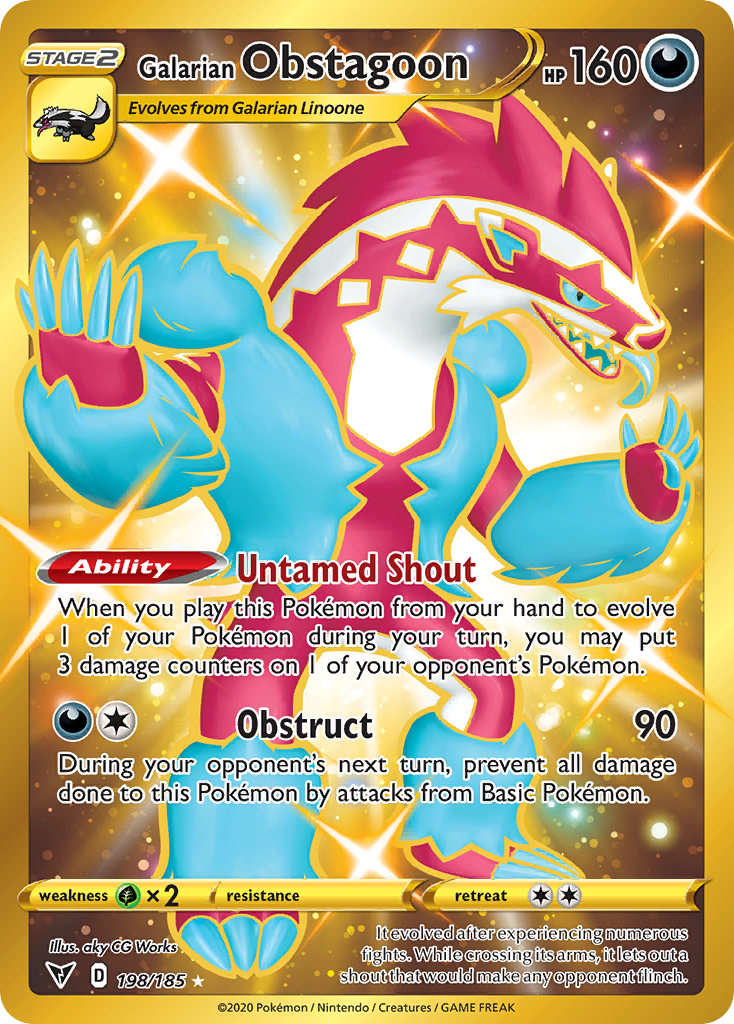 STAGE2
Galarian Obstagoon
HP 160
Evolves from Galarian Linoone
Ability Untamed Shout
When you play this Pokémon from your hand to evolve
1 of your Pokémon during your turn, you may put
3 damage counters on 1 of your opponent's Pokémon.
Obstruct 90
During your opponent's next turn, prevent all damage
done to this Pokémon by attacks from Basic Pokémon.
weakness ×2 resistance retreat
Illus. aky CG Works
It evolved after experiencing numerous
fights. While crossing its arms, it lets out a
shout that would make any opponent flinch.
D 198/185
©2020 Pokémon / Nintendo / Creatures / GAME FREAK